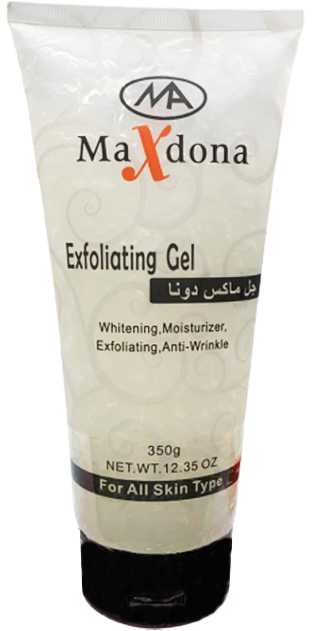 MA
MaXdona
Exfoliating Gel
جل ماكس دونا
Whitening,Moisturizer,
Exfoliating,Anti-Wrinkle
350g
NET.WT.12.35 OZ
For All Skin Type